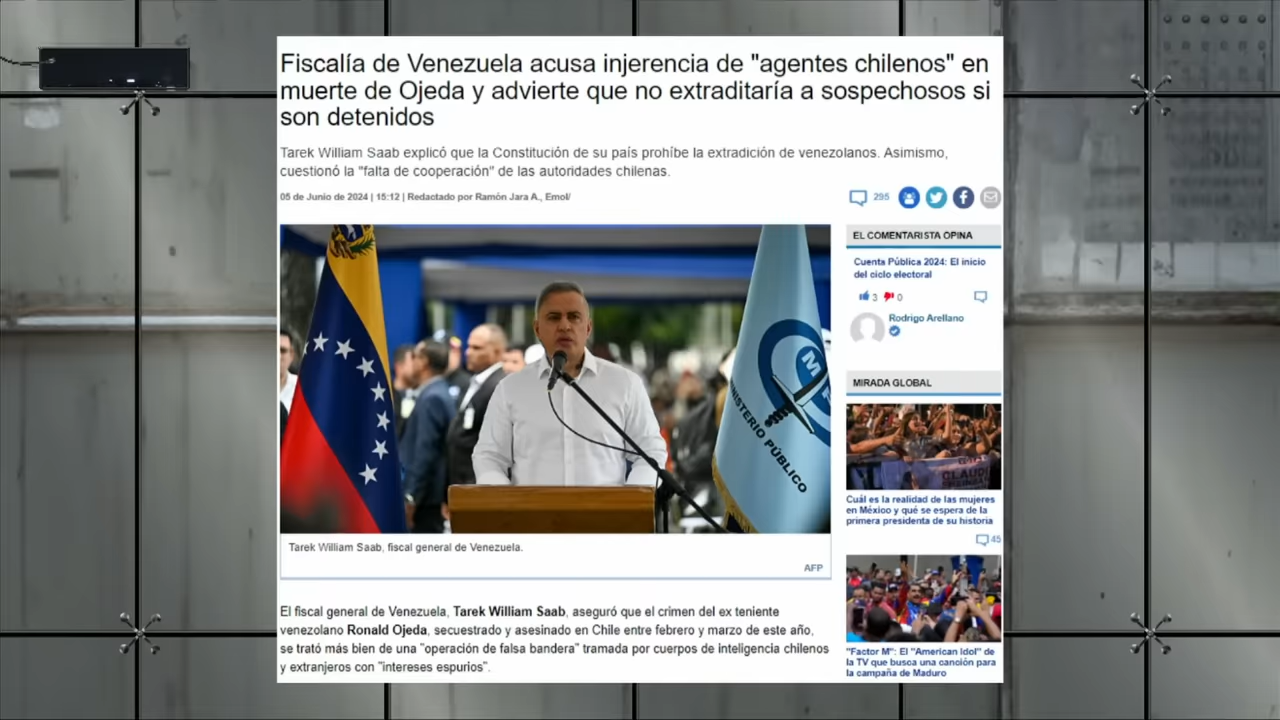 Fiscalía de Venezuela acusa injerencia de "agentes chilenos" en
muerte de Ojeda y advierte que no extraditaría a sospechosos si
son detenidos
Tarek William Saab explicó que la Constitución de su país prohíbe la extradición de venezolanos. Asimismo,
cuestionó la "falta de cooperación" de las autoridades chilenas.
05 de Junio de 2024 | 15:12 | Redactado por Ramón Jara A., Emol/
295
MINISTERIO PÚBLICO
Tarek William Saab, fiscal general de Venezuela.
AFP
El fiscal general de Venezuela, Tarek William Saab, aseguró que el crimen del ex teniente
venezolano Ronald Ojeda, secuestrado y asesinado en Chile entre febrero y marzo de este año,
se trató más bien de una "operación de falsa bandera" tramada por cuerpos de inteligencia chilenos
y extranjeros con "intereses espurios".
EL COMENTARISTA OPINA
Cuenta Pública 2024: El inicio
del ciclo electoral
3 0
Rodrigo Arellano
MIRADA GLOBAL
Cuál es la realidad de las mujeres
en México y qué se espera de la
primera presidenta de su historia
45
"Factor M": El "American Idol" de
la TV que busca una canción para
la campaña de Maduro